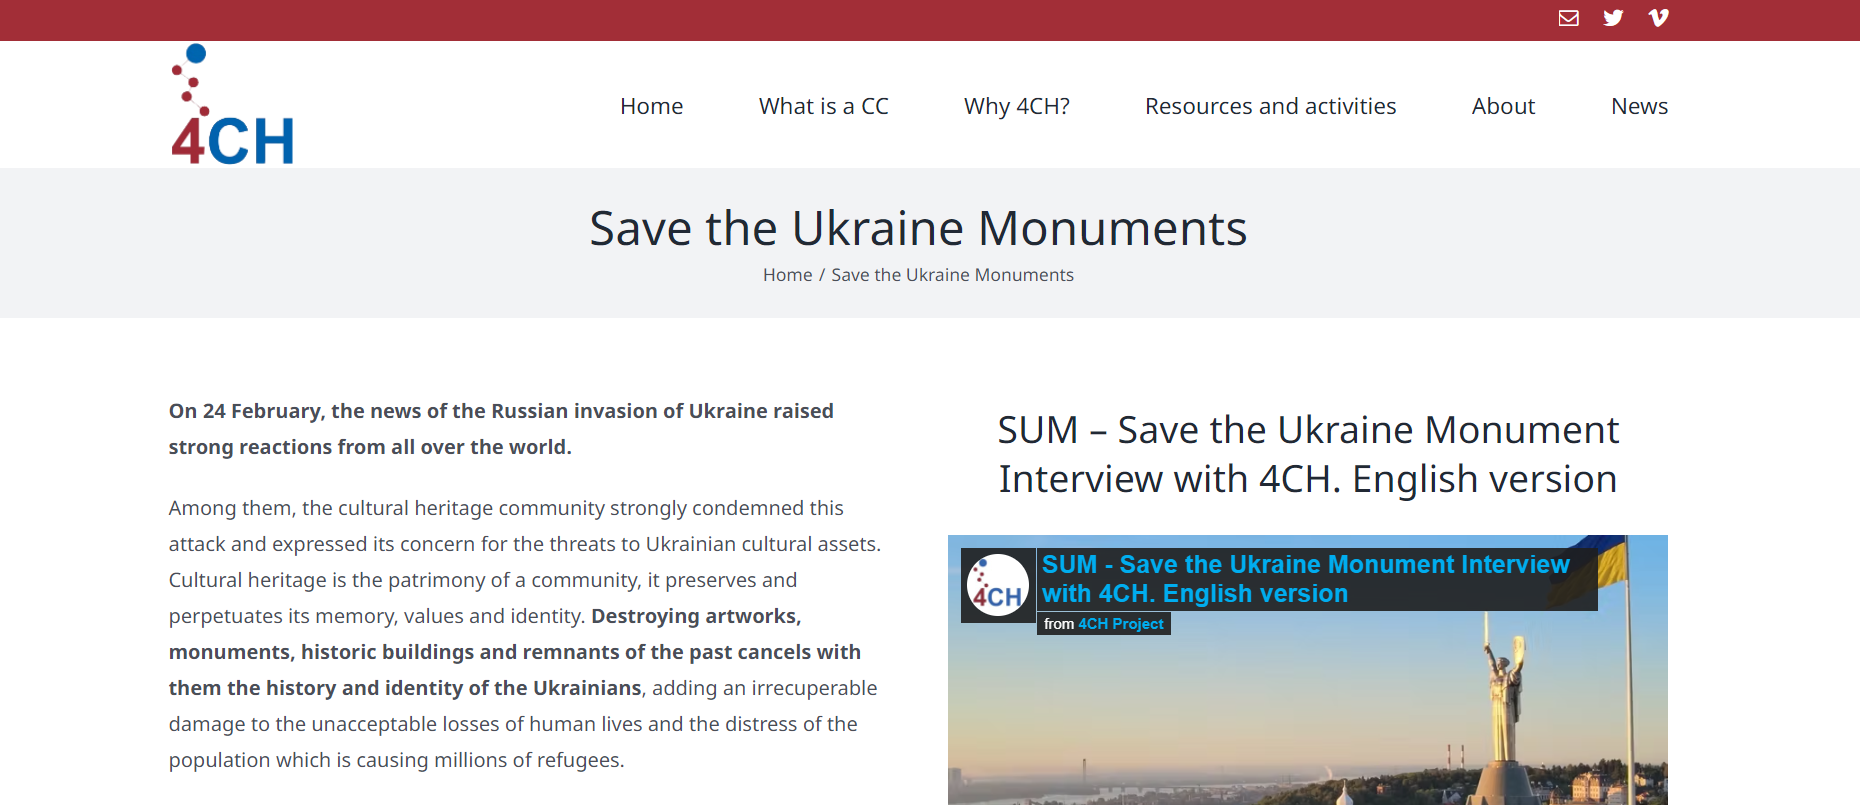 4CH
Home
What is a CC
Why 4CH?
Resources and activities
About
News
Save the Ukraine Monuments
Home / Save the Ukraine Monuments
On 24 February, the news of the Russian invasion of Ukraine raised
strong reactions from all over the world.
Among them, the cultural heritage community strongly condemned this
attack and expressed its concern for the threats to Ukrainian cultural assets.
Cultural heritage is the patrimony of a community, it preserves and
perpetuates its memory, values and identity. Destroying artworks,
monuments, historic buildings and remnants of the past cancels with
them the history and identity of the Ukrainians, adding an irrecuperable
damage to the unacceptable losses of human lives and the distress of the
population which is causing millions of refugees.
SUM – Save the Ukraine Monument
Interview with 4CH. English version
4CH
SUM - Save the Ukraine Monument Interview
with 4CH. English version
from 4CH Project